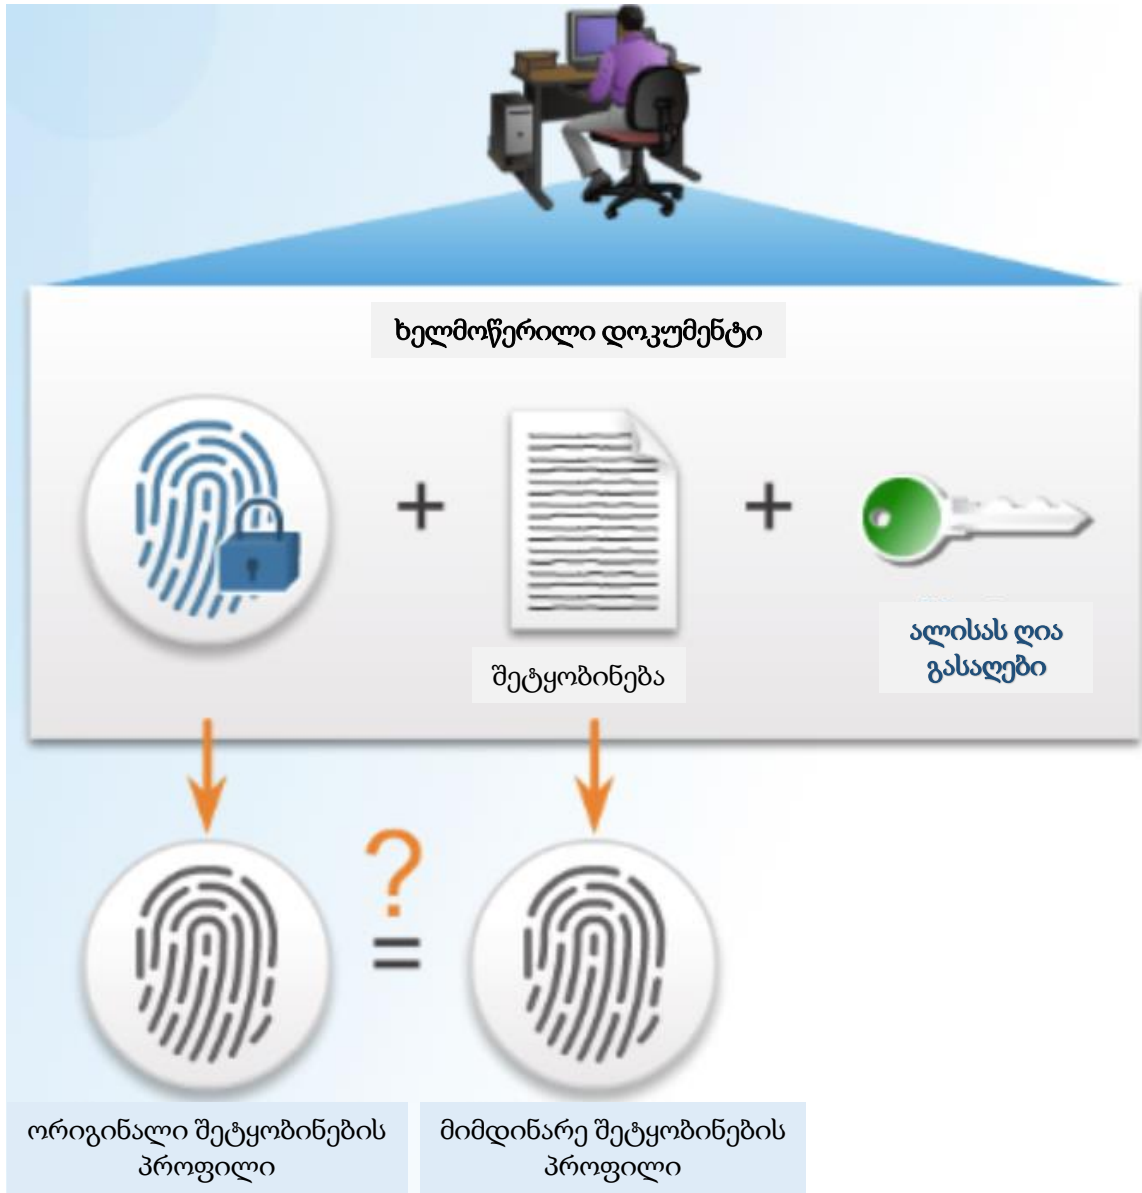 ხელმოწერილი დოკუმენტი
+
+
შეტყობინება
ალისას ღია
გასაღები
?
=
ორიგინალი შეტყობინების
პროფილი
მიმდინარე შეტყობინების
პროფილი